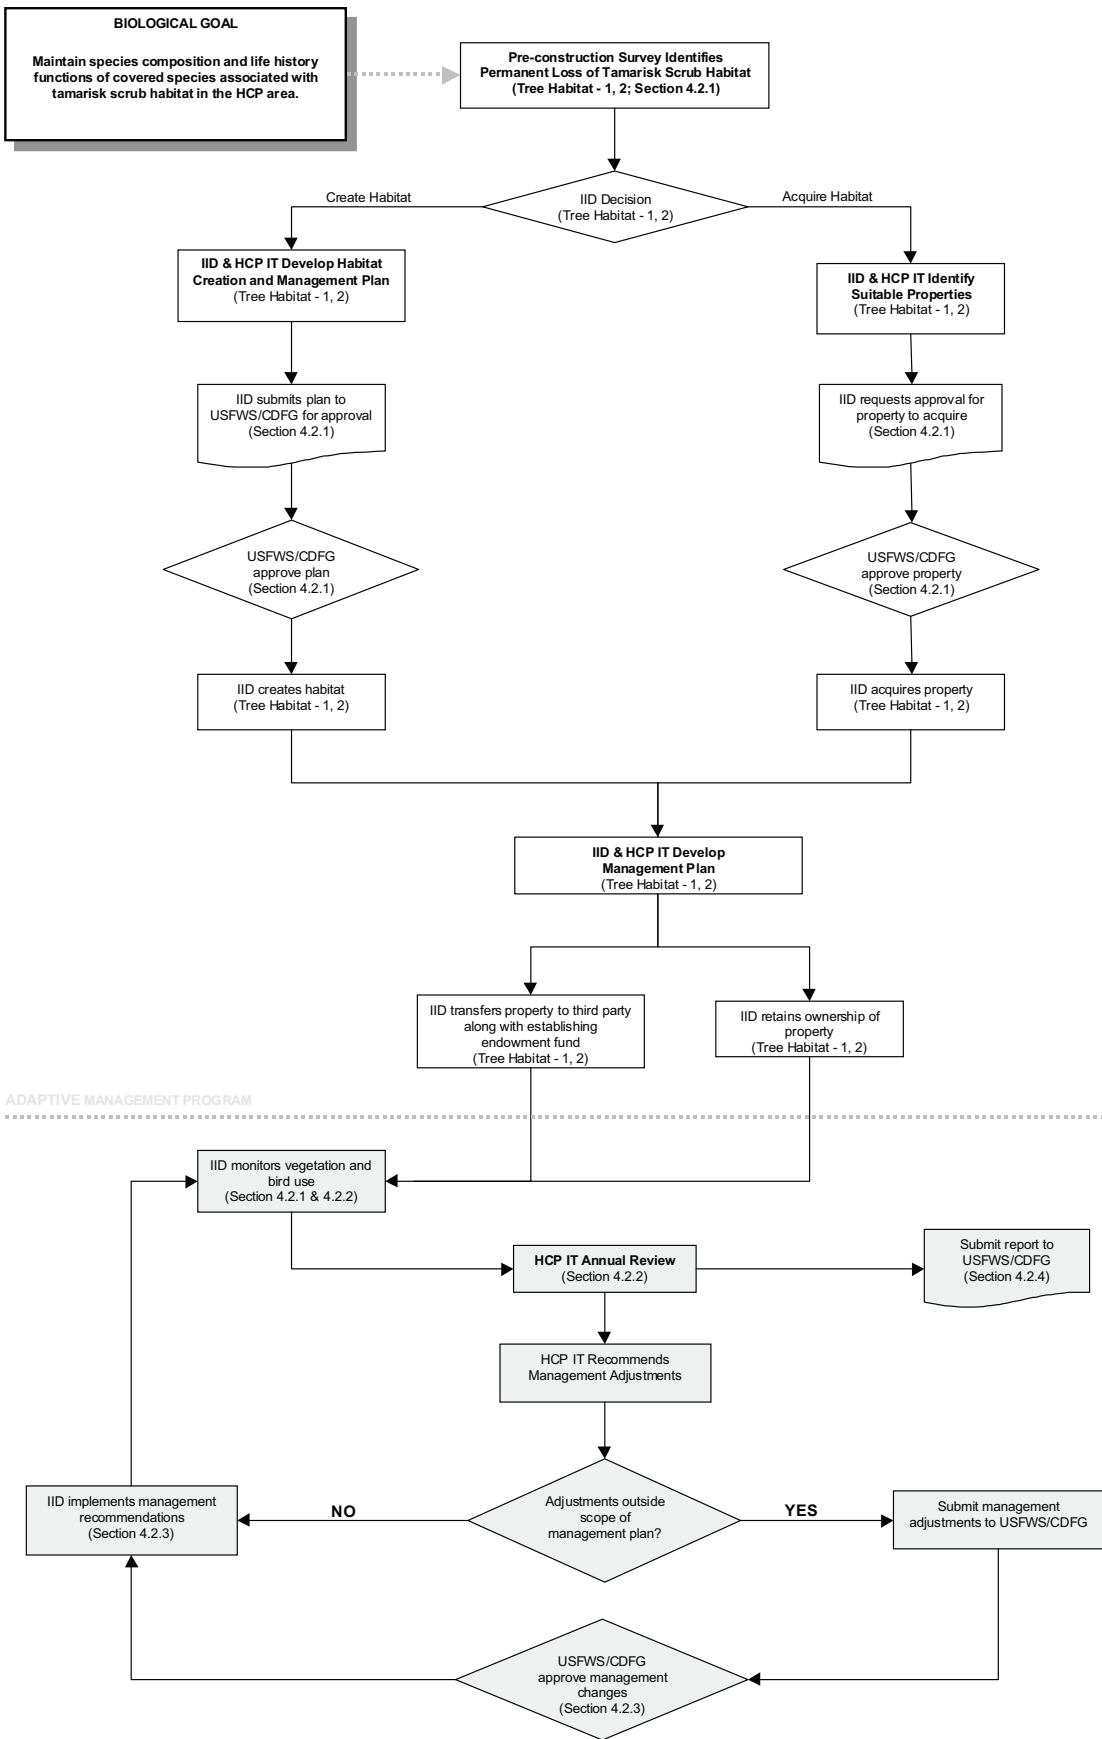 BIOLOGICAL GOAL
Maintain species composition and life history
functions of covered species associated with
tamarisk scrub habitat in the HCP area.
Pre-construction Survey Identifies
Permanent Loss of Tamarisk Scrub Habitat
(Tree Habitat - 1, 2; Section 4.2.1)
Create Habitat
IID Decision
(Tree Habitat - 1, 2)
Acquire Habitat
IID & HCP IT Develop Habitat
Creation and Management Plan
(Tree Habitat - 1, 2)
IID & HCP IT Identify
Suitable Properties
(Tree Habitat - 1, 2)
IID submits plan to
USFWS/CDFG for approval
(Section 4.2.1)
IID requests approval for
property to acquire
(Section 4.2.1)
USFWS/CDFG
approve plan
(Section 4.2.1)
USFWS/CDFG
approve property
(Section 4.2.1)
IID creates habitat
(Tree Habitat - 1, 2)
IID acquires property
(Tree Habitat - 1, 2)
IID & HCP IT Develop
Management Plan
(Tree Habitat - 1, 2)
IID transfers property to third party
along with establishing
endowment fund
(Tree Habitat - 1, 2)
IID retains ownership of
property
(Tree Habitat - 1, 2)
ADAPTIVE MANAGEMENT PROGRAM
IID monitors vegetation and
bird use
(Section 4.2.1 & 4.2.2)
HCP IT Annual Review
(Section 4.2.2)
Submit report to
USFWS/CDFG
(Section 4.2.4)
HCP IT Recommends
Management Adjustments
IID implements management
recommendations
(Section 4.2.3)
NO
Adjustments outside
scope of
management plan?
YES
Submit management
adjustments to USFWS/CDFG
USFWS/CDFG
approve management
changes
(Section 4.2.3)